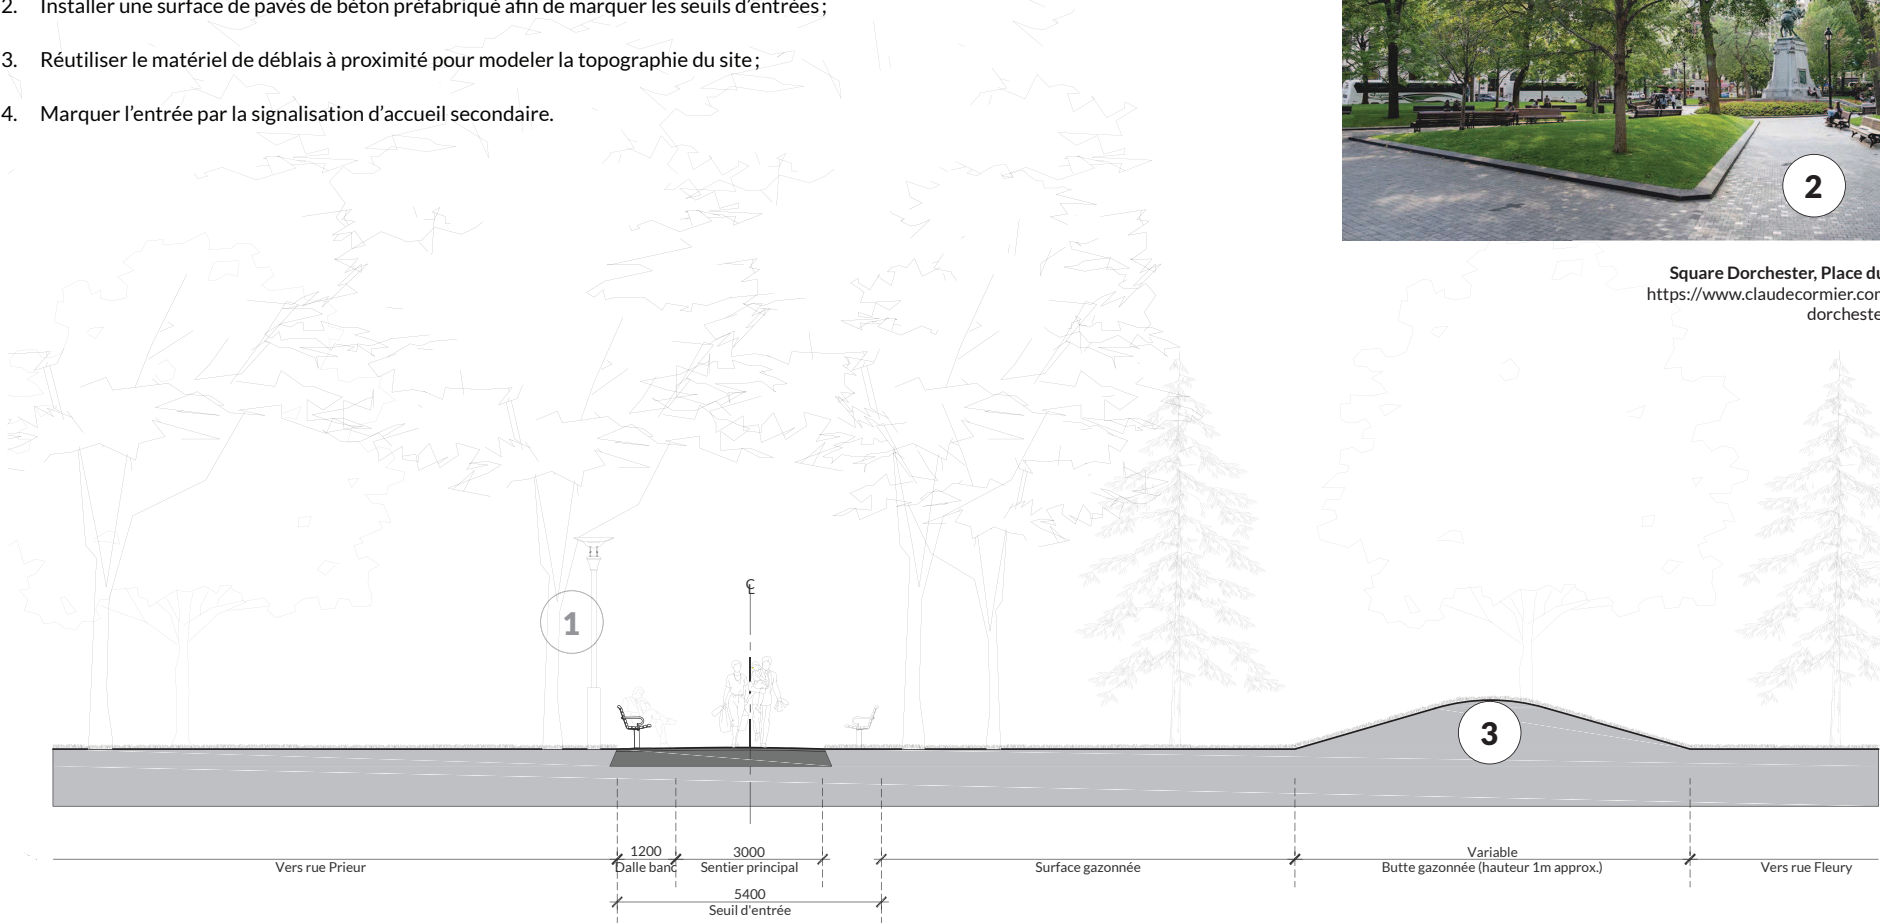 2. Installer une surface de pavés de béton préfabriqué afin de marquer les seuils d'entrées;
3. Réutiliser le matériel de déblais à proximité pour modeler la topographie du site;
4. Marquer l'entrée par la signalisation d'accueil secondaire.
2
Square Dorchester, Place du
https://www.claudecormier.com
dorcheste
1
3
1200
3000
Variable
Vers rue Prieur
Dalle banc
Sentier principal
Surface gazonnée
Butte gazonnée (hauteur 1m approx.)
Vers rue Fleury
5400
Seuil d'entrée